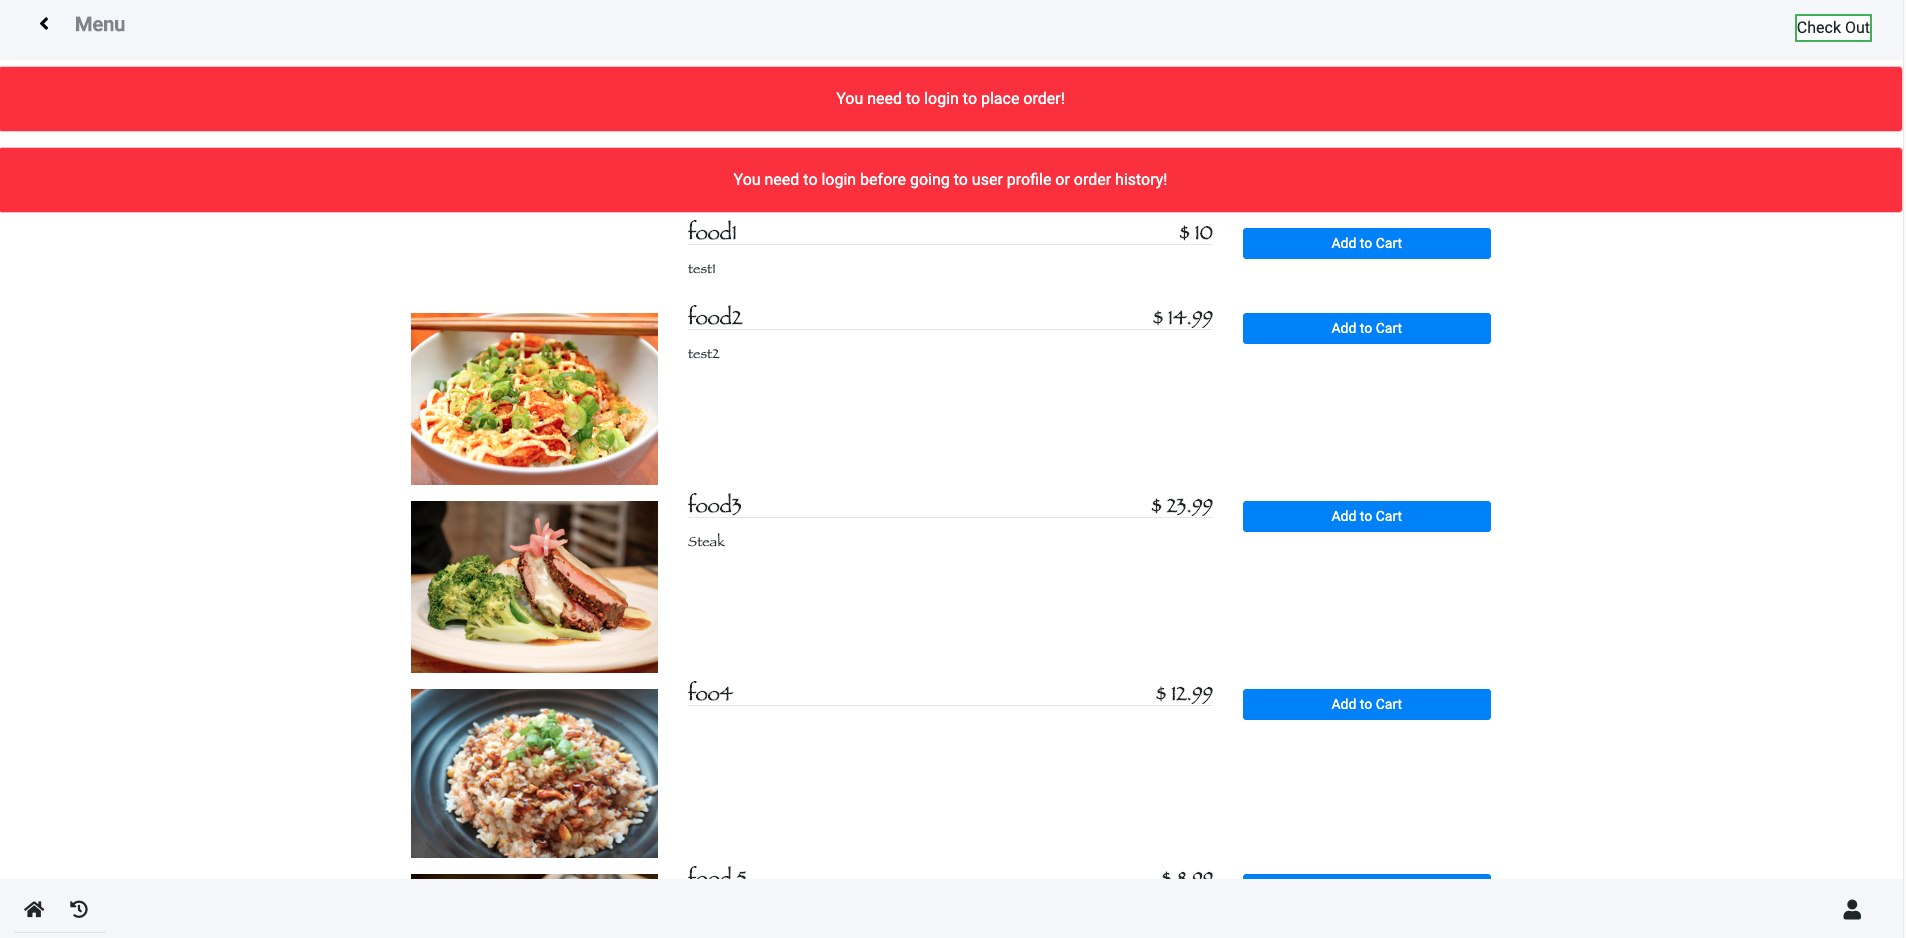 Menu
Check Out
You need to login to place order!
You need to login before going to user profile or order history!
food1 $ 10 Add to Cart
test1
food2 $ 14.99 Add to Cart
test2
food3 $ 23.99 Add to Cart
Steak
foo4 $ 12.99 Add to Cart
food 5 $ 8.99